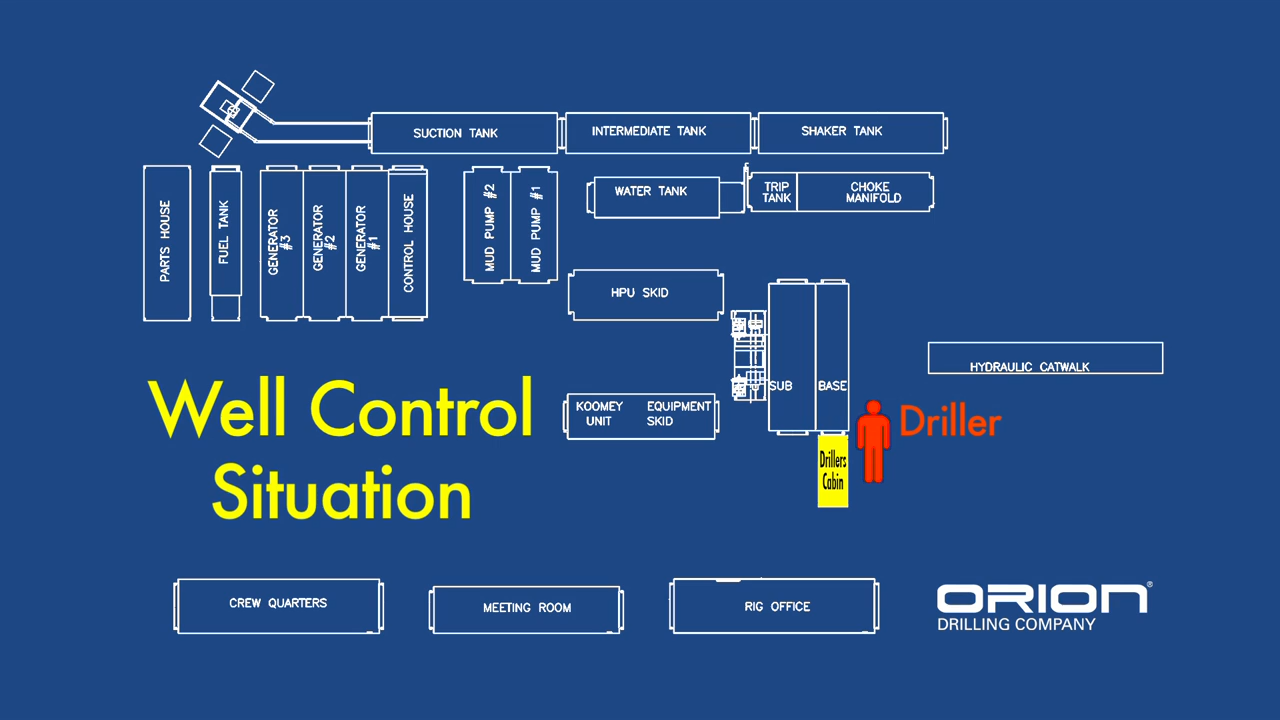 SUCTION TANK
INTERMEDIATE TANK
SHAKER TANK
PARTS HOUSE
FUEL TANK
GENERATOR
#3
GENERATOR
#2
GENERATOR
#1
CONTROL HOUSE
MUD PUMP #2
MUD PUMP #1
WATER TANK
TRIP
TANK
CHOKE
MANIFOLD
HPU SKID
HYDRAULIC CATWALK
SUB BASE
KOOMEY
UNIT
EQUIPMENT
SKID
Well Control
Situation
Driller
Drillers
Cabin
CREW QUARTERS
MEETING ROOM
RIG OFFICE
ORION®
DRILLING COMPANY